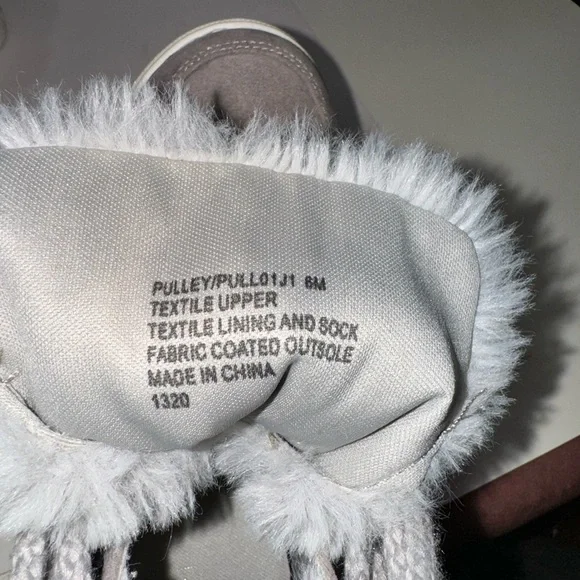 PULLEY/PULL01J1 6M
TEXTILE UPPER
TEXTILE LINING AND SOCK
FABRIC COATED OUTSOLE
MADE IN CHINA
1320